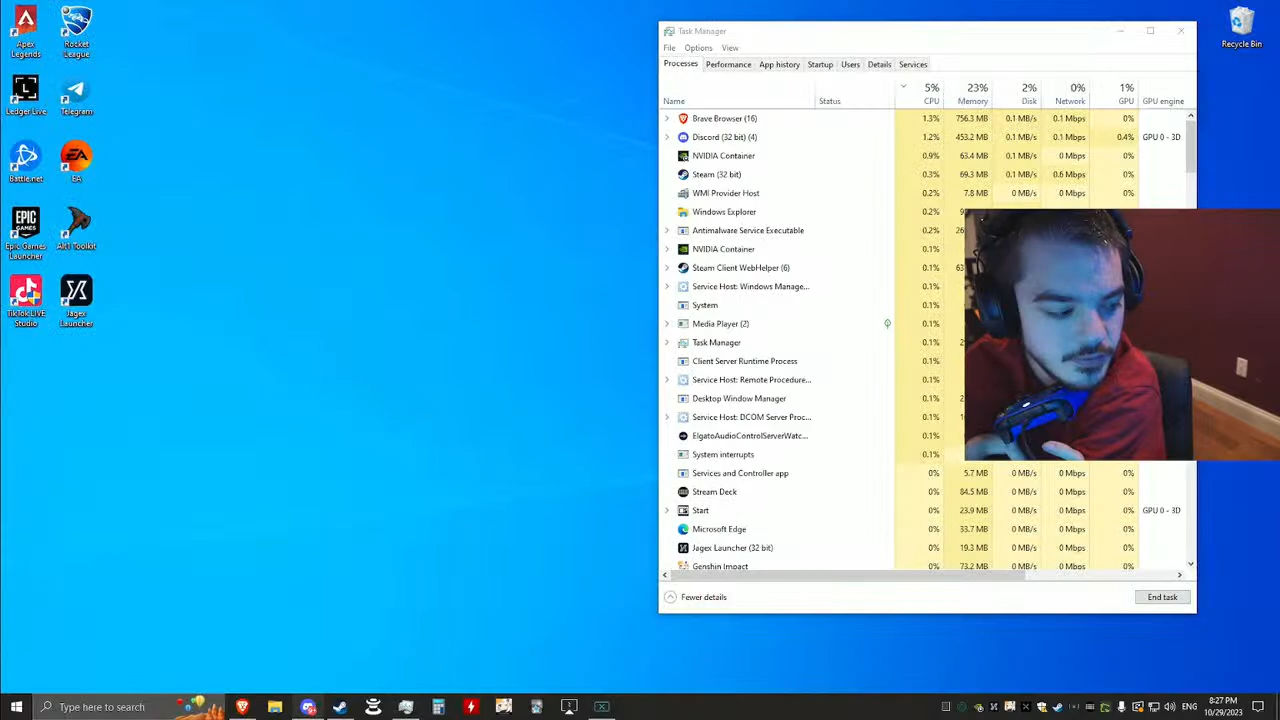 Apex Legends
Rocket League
Ledger Live
Telegram
Battle.net
EA
Epic Games Launcher
Alt1 Toolkit
TikTok LIVE Studio
Jagex Launcher
Recycle Bin
Task Manager
File Options View
Processes Performance App history Startup Users Details Services
5% 23% 2% 0% 1%
Name Status CPU Memory Disk Network GPU GPU engine
Brave Browser (16) 1.3% 756.3 MB 0.1 MB/s 0.1 Mbps 0%
Discord (32 bit) (4) 1.2% 453.2 MB 0.1 MB/s 0.1 Mbps 0.4% GPU 0 - 3D
NVIDIA Container 0.9% 63.4 MB 0.1 MB/s 0 Mbps 0%
Steam (32 bit) 0.3% 69.3 MB 0.1 MB/s 0.6 Mbps 0%
WMI Provider Host 0.2% 7.8 MB 0 MB/s 0 Mbps 0%
Windows Explorer 0.2%
Antimalware Service Executable 0.2%
NVIDIA Container 0.1%
Steam Client WebHelper (6) 0.1%
Service Host: Windows Manage... 0.1%
System 0.1%
Media Player (2) 0.1%
Task Manager 0.1%
Client Server Runtime Process 0.1%
Service Host: Remote Procedure... 0.1%
Desktop Window Manager 0.1%
Service Host: DCOM Server Proc... 0.1%
ElgatoAudioControlServerWatc... 0.1%
System interrupts 0.1%
Services and Controller app 0% 5.7 MB 0 MB/s 0 Mbps 0%
Stream Deck 0% 84.5 MB 0 MB/s 0 Mbps 0%
Start 0% 23.9 MB 0 MB/s 0 Mbps 0% GPU 0 - 3D
Microsoft Edge 0% 33.7 MB 0 MB/s 0 Mbps 0%
Jagex Launcher (32 bit) 0% 19.3 MB 0 MB/s 0 Mbps 0%
Genshin Impact 0% 73.2 MB 0 MB/s 0 Mbps 0%
Fewer details End task
Type here to search
ENG
8:27 PM
10/29/2023